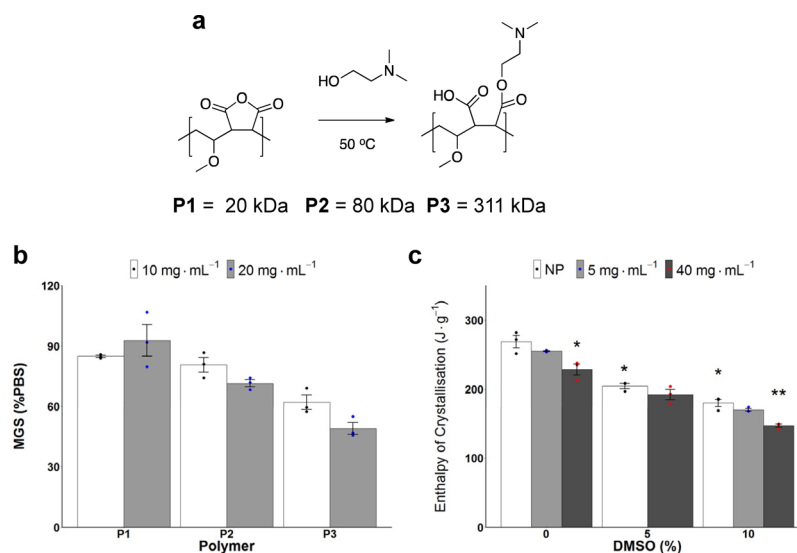 a
O
O
O
O
HO
N
50 ºC
N
O
HO
O
O
O
P1 = 20 kDa P2 = 80 kDa P3 = 311 kDa
b
10 mg · mL⁻¹ 20 mg · mL⁻¹
MGS (%PBS)
120
90
60
30
0
P1 P2 P3
Polymer
c
NP 5 mg · mL⁻¹ 40 mg · mL⁻¹
Enthalpy of Crystallisation (J · g⁻¹)
300
200
100
0
*
*
*
**
0 5 10
DMSO (%)